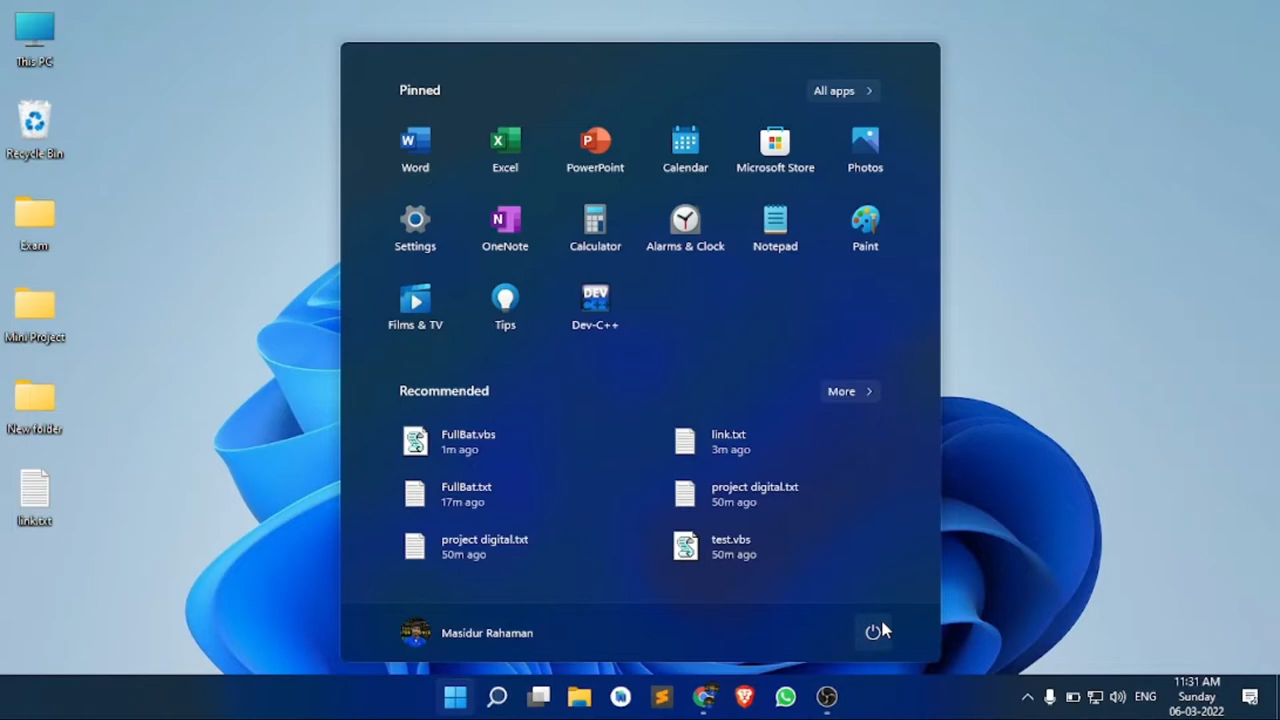 This PC
Recycle Bin
Exam
Mini Project
New folder
link.txt
Pinned
All apps
Word
Excel
PowerPoint
Calendar
Microsoft Store
Photos
Settings
OneNote
Calculator
Alarms & Clock
Notepad
Paint
Films & TV
Tips
DEV
C++
Dev-C++
Recommended
More
FullBat.vbs
1m ago
link.txt
3m ago
FullBat.txt
17m ago
project digital.txt
50m ago
project digital.txt
50m ago
test.vbs
50m ago
Masidur Rahaman
ENG
11:31 AM
Sunday
06-03-2022